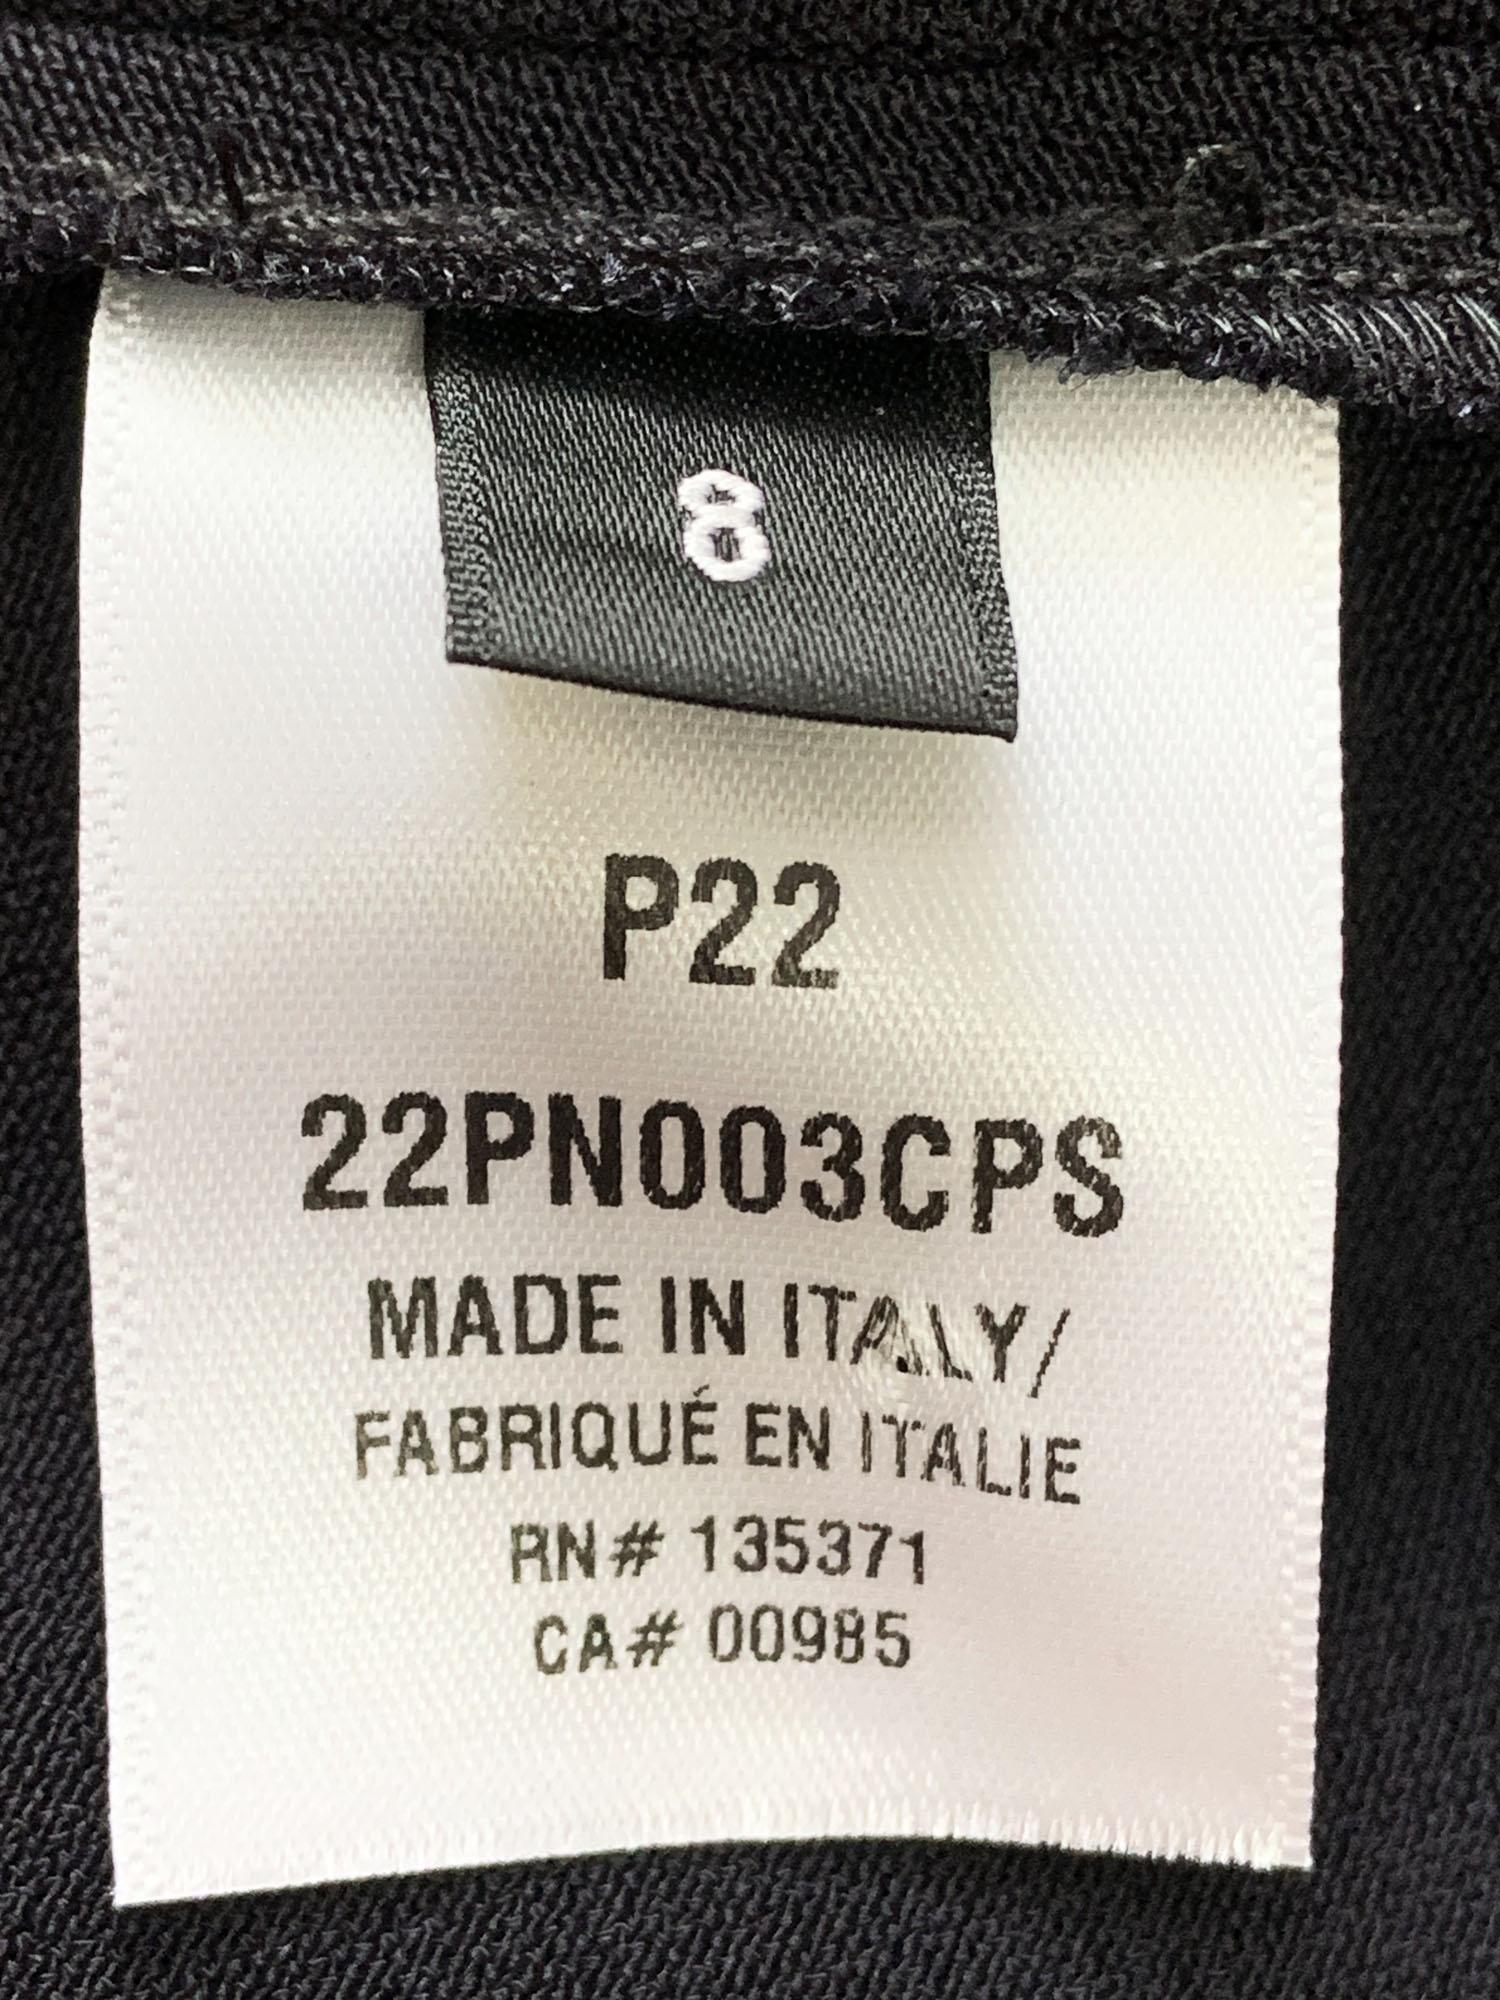 8
P22
22PN003CPS
MADE IN ITALY/
FABRIQUÉ EN ITALIE
RN# 135371
CA# 00985